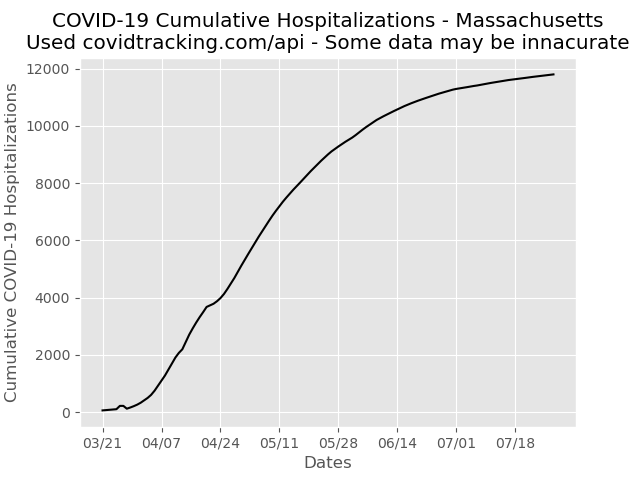 COVID-19 Cumulative Hospitalizations - Massachusetts
Used covidtracking.com/api - Some data may be innacurate
Cumulative COVID-19 Hospitalizations
12000
10000
8000
6000
4000
2000
0
03/21 04/07 04/24 05/11 05/28 06/14 07/01 07/18
Dates